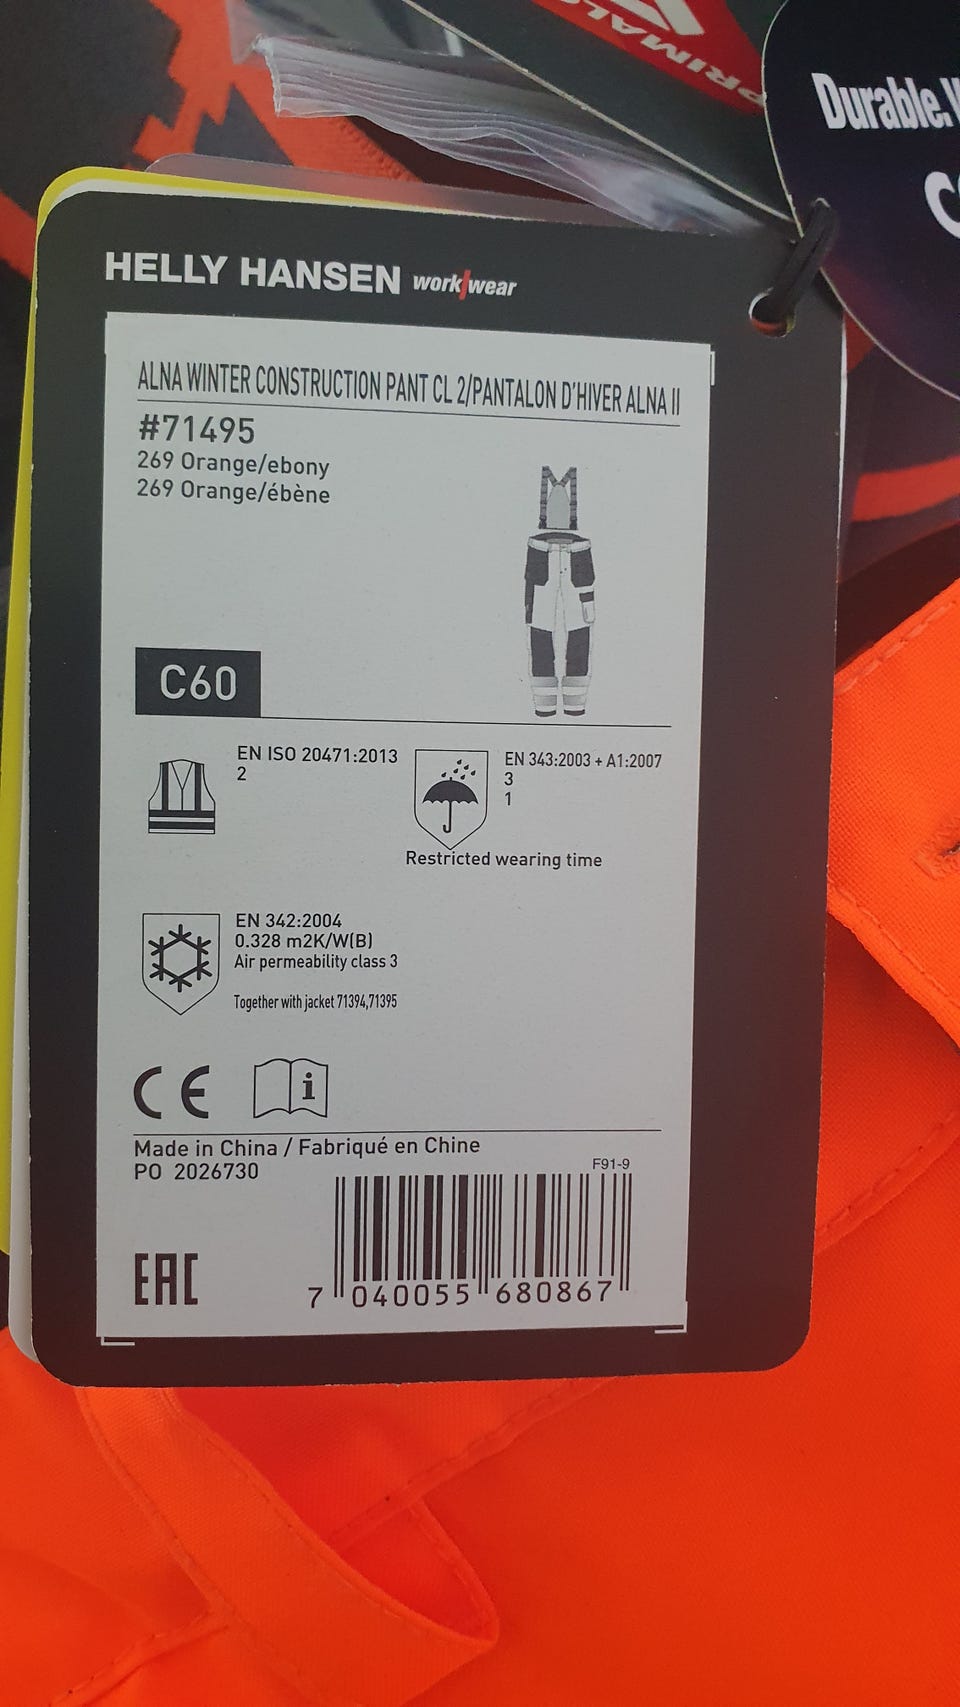 PRIMALO
Durable.
HELLY HANSEN work/wear
ALNA WINTER CONSTRUCTION PANT CL 2/PANTALON D'HIVER ALNA II
#71495
269 Orange/ebony
269 Orange/ébène
C60
EN ISO 20471:2013
2
EN 343:2003 + A1:2007
3
1
Restricted wearing time
EN 342:2004
0.328 m2K/W(B)
Air permeability class 3
Together with jacket 71394,71395
CE
i
Made in China / Fabriqué en Chine
PO 2026730
F91-9
EAC
7 040055 680867